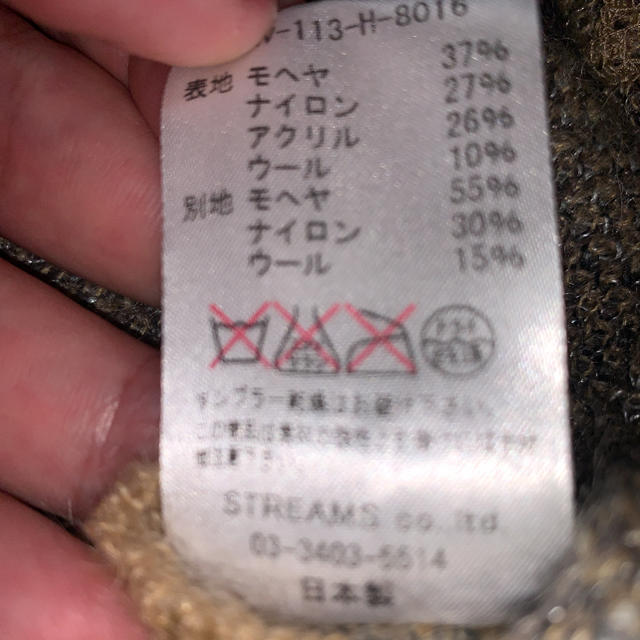 -113-H-8016
表地 モヘヤ 37%
ナイロン 27%
アクリル 26%
ウール 10%
別地 モヘヤ 55%
ナイロン 30%
ウール 15%
タンブラー乾燥はお避け下さい
STREAMS co.ltd
03-3403-5514
日本製